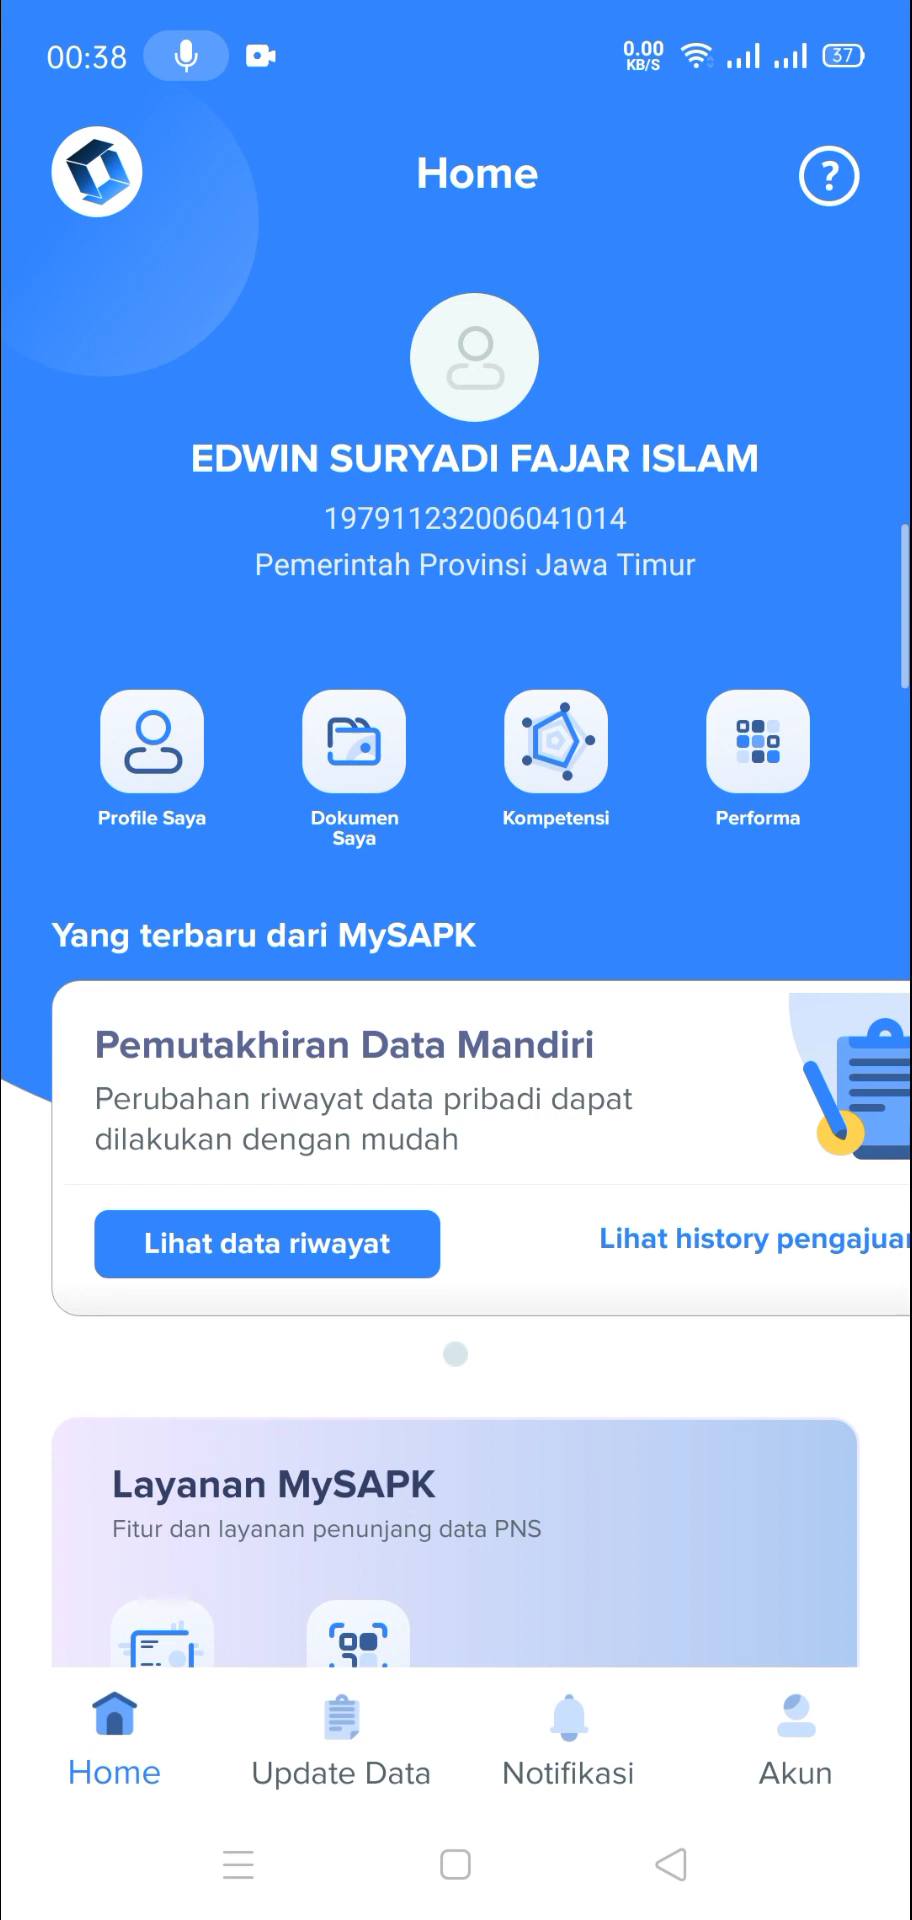 00:38
0.00
KB/S
37
Home
?
EDWIN SURYADI FAJAR ISLAM
197911232006041014
Pemerintah Provinsi Jawa Timur
Profile Saya
Dokumen
Saya
Kompetensi
Performa
Yang terbaru dari MySAPK
Pemutakhiran Data Mandiri
Perubahan riwayat data pribadi dapat
dilakukan dengan mudah
Lihat data riwayat
Lihat history pengajuan
Layanan MySAPK
Fitur dan layanan penunjang data PNS
Home
Update Data
Notifikasi
Akun